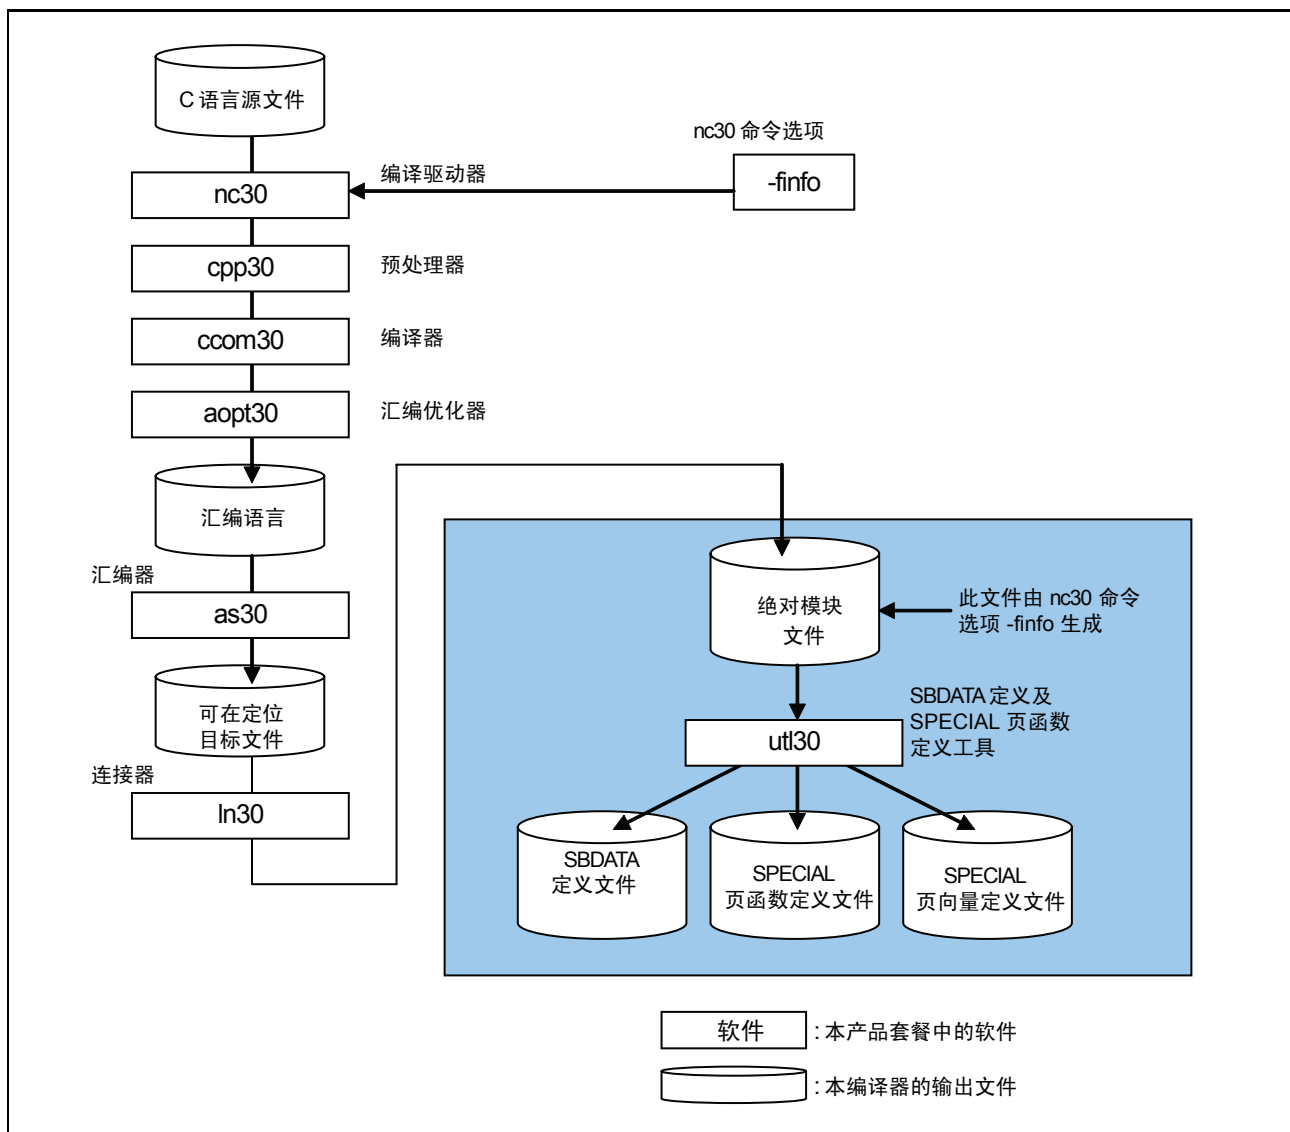 C 语言源文件
nc30 命令选项
-finfo
编译驱动器
nc30
cpp30
预处理器
ccom30
编译器
aopt30
汇编优化器
汇编语言
汇编器
as30
可在定位
目标文件
连接器
ln30
绝对模块
文件
此文件由 nc30 命令
选项 -finfo 生成
SBDATA 定义及
SPECIAL 页函数
定义工具
utl30
SBDATA
定义文件
SPECIAL
页函数定义文件
SPECIAL
页向量定义文件
软件
: 本产品套餐中的软件
: 本编译器的输出文件